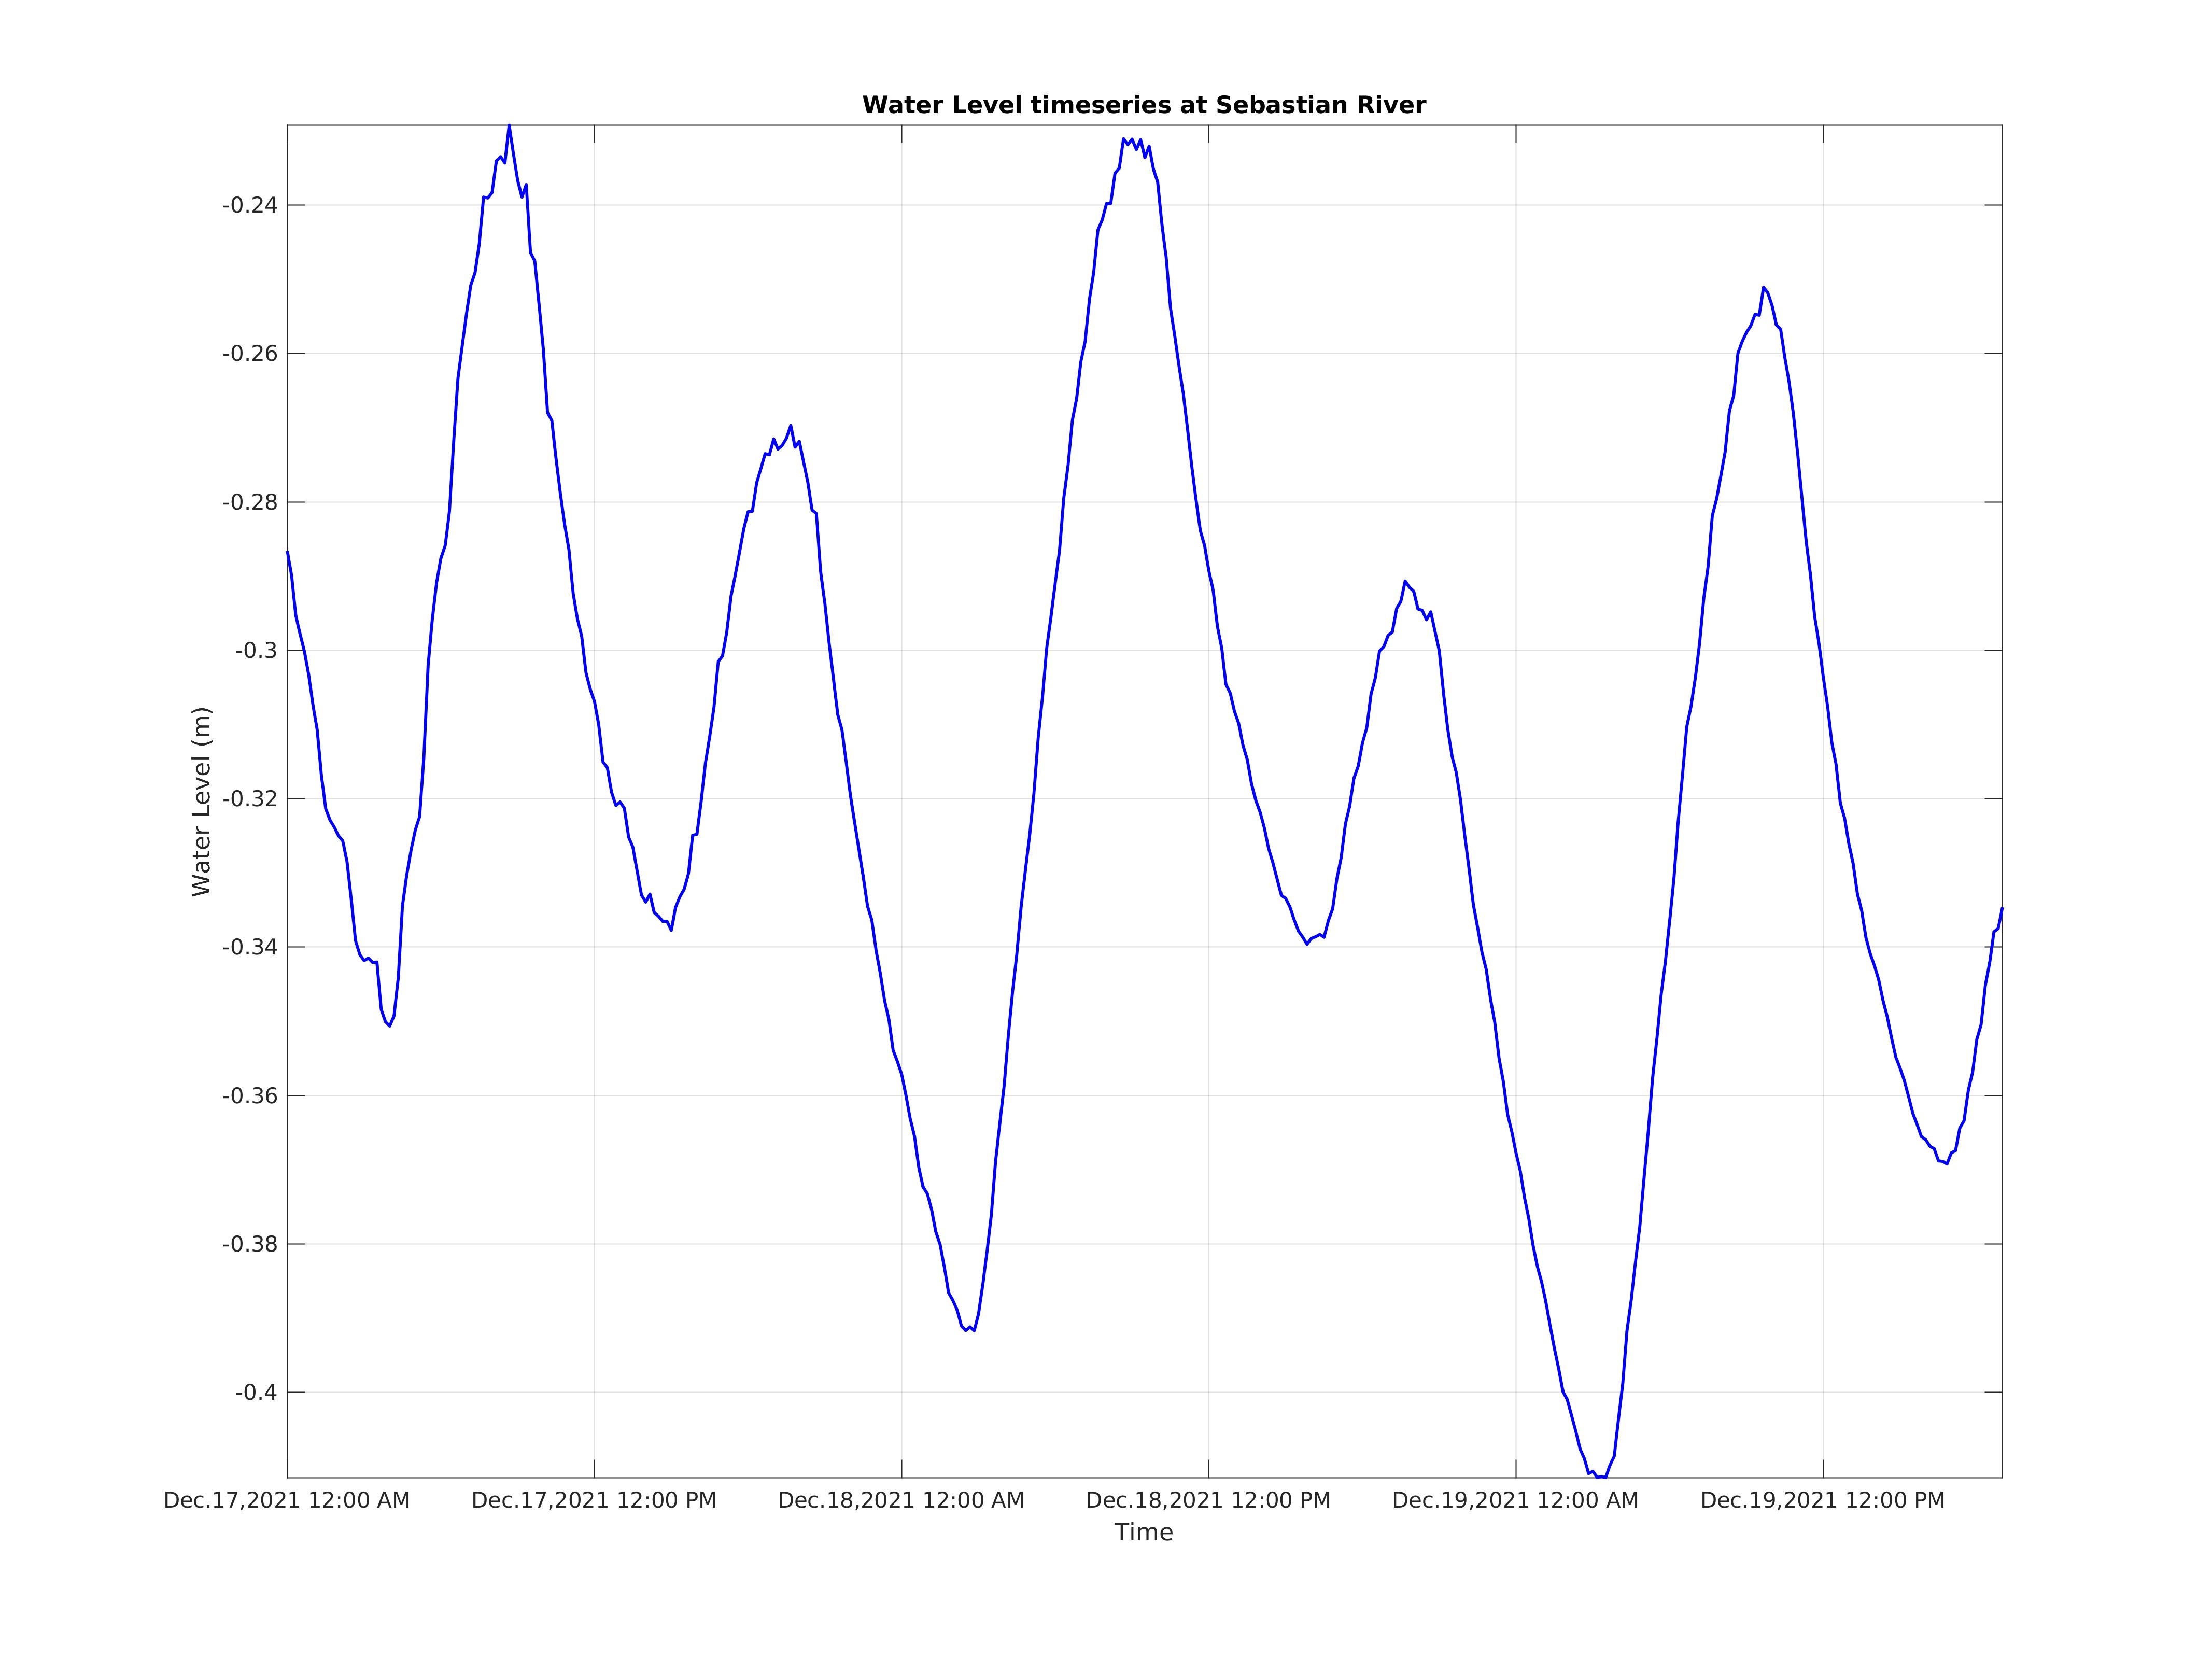 Water Level timeseries at Sebastian River
-0.24
-0.26
-0.28
-0.3
-0.32
-0.34
-0.36
-0.38
-0.4
Water Level (m)
Dec.17,2021 12:00 AM
Dec.17,2021 12:00 PM
Dec.18,2021 12:00 AM
Dec.18,2021 12:00 PM
Dec.19,2021 12:00 AM
Dec.19,2021 12:00 PM
Time